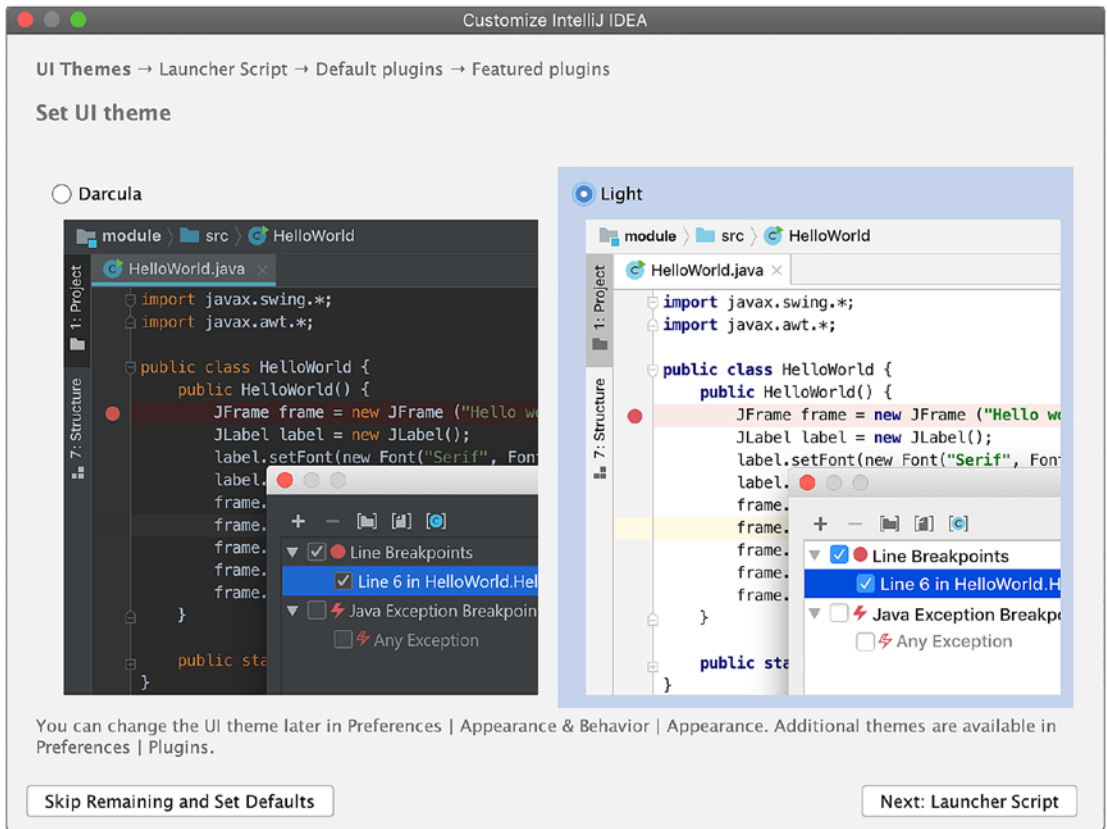 Customize IntelliJ IDEA
UI Themes → Launcher Script → Default plugins → Featured plugins
Set UI theme
Darcula
module 〉 src 〉 HelloWorld
HelloWorld.java ×
1: Project
7: Structure
import javax.swing.*;
import javax.awt.*;
public class HelloWorld {
public HelloWorld() {
JFrame frame = new JFrame ("Hello wo
JLabel label = new JLabel();
label.setFont(new Font("Serif", Font
label.
frame.
frame.
frame.
frame.
frame.
}
public sta
}
Line Breakpoints
Line 6 in HelloWorld.Hel
Java Exception Breakpoin
Any Exception
Light
module 〉 src 〉 HelloWorld
HelloWorld.java ×
1: Project
7: Structure
import javax.swing.*;
import javax.awt.*;
public class HelloWorld {
public HelloWorld() {
JFrame frame = new JFrame ("Hello wo
JLabel label = new JLabel();
label.setFont(new Font("Serif", Font
label.
frame.
frame.
frame.
frame.
frame.
}
public sta
}
Line Breakpoints
Line 6 in HelloWorld.H
Java Exception Breakpo
Any Exception
You can change the UI theme later in Preferences | Appearance & Behavior | Appearance. Additional themes are available in
Preferences | Plugins.
Skip Remaining and Set Defaults
Next: Launcher Script